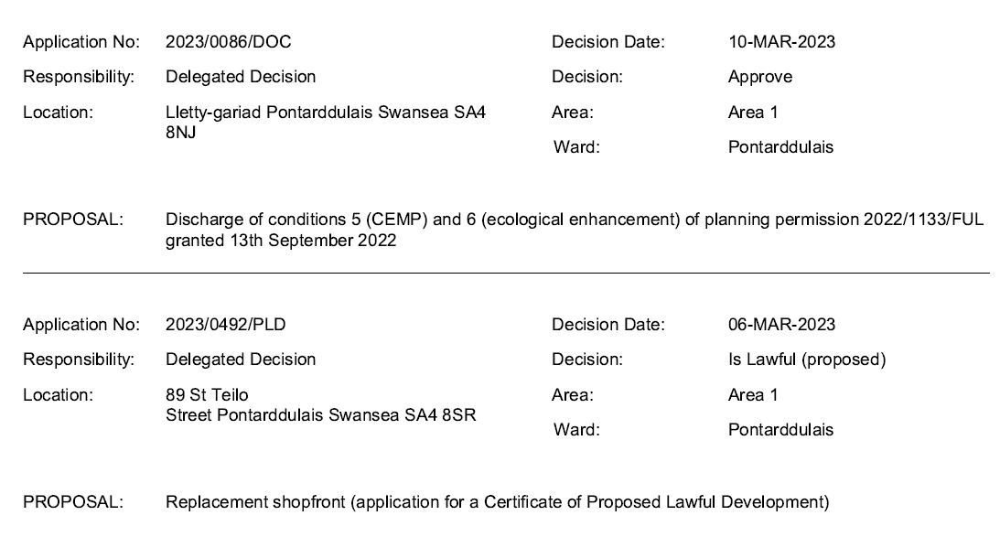 Application No: 2023/0086/DOC Decision Date: 10-MAR-2023
Responsibility: Delegated Decision Decision: Approve
Location: Lletty-gariad Pontarddulais Swansea SA4 Area: Area 1
8NJ
Ward: Pontarddulais
PROPOSAL: Discharge of conditions 5 (CEMP) and 6 (ecological enhancement) of planning permission 2022/1133/FUL
granted 13th September 2022
Application No: 2023/0492/PLD Decision Date: 06-MAR-2023
Responsibility: Delegated Decision Decision: Is Lawful (proposed)
Location: 89 St Teilo Area: Area 1
Street Pontarddulais Swansea SA4 8SR
Ward: Pontarddulais
PROPOSAL: Replacement shopfront (application for a Certificate of Proposed Lawful Development)